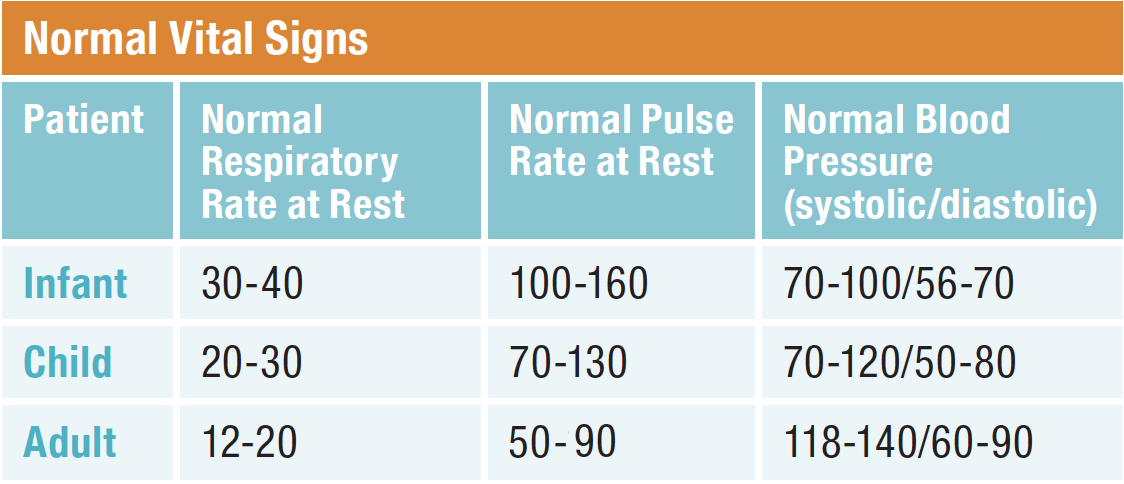 Normal Vital Signs
Patient
Normal
Respiratory
Rate at Rest
Normal Pulse
Rate at Rest
Normal Blood
Pressure
(systolic/diastolic)
Infant 30-40 100-160 70-100/56-70
Child 20-30 70-130 70-120/50-80
Adult 12-20 50-90 118-140/60-90